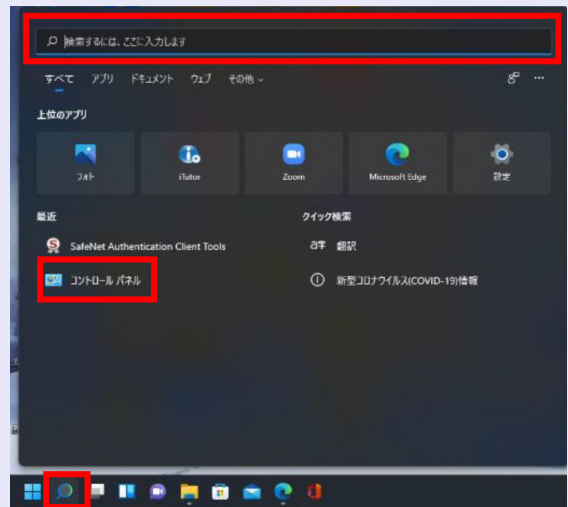 検索するには、ここに入力します
すべて アプリ ドキュメント ウェブ その他
上位のアプリ
フォト iTutor Zoom Microsoft Edge 設定
最近 クイック検索
SafeNet Authentication Client Tools 翻訳
コントロール パネル 新型コロナウイルス(COVID-19)情報